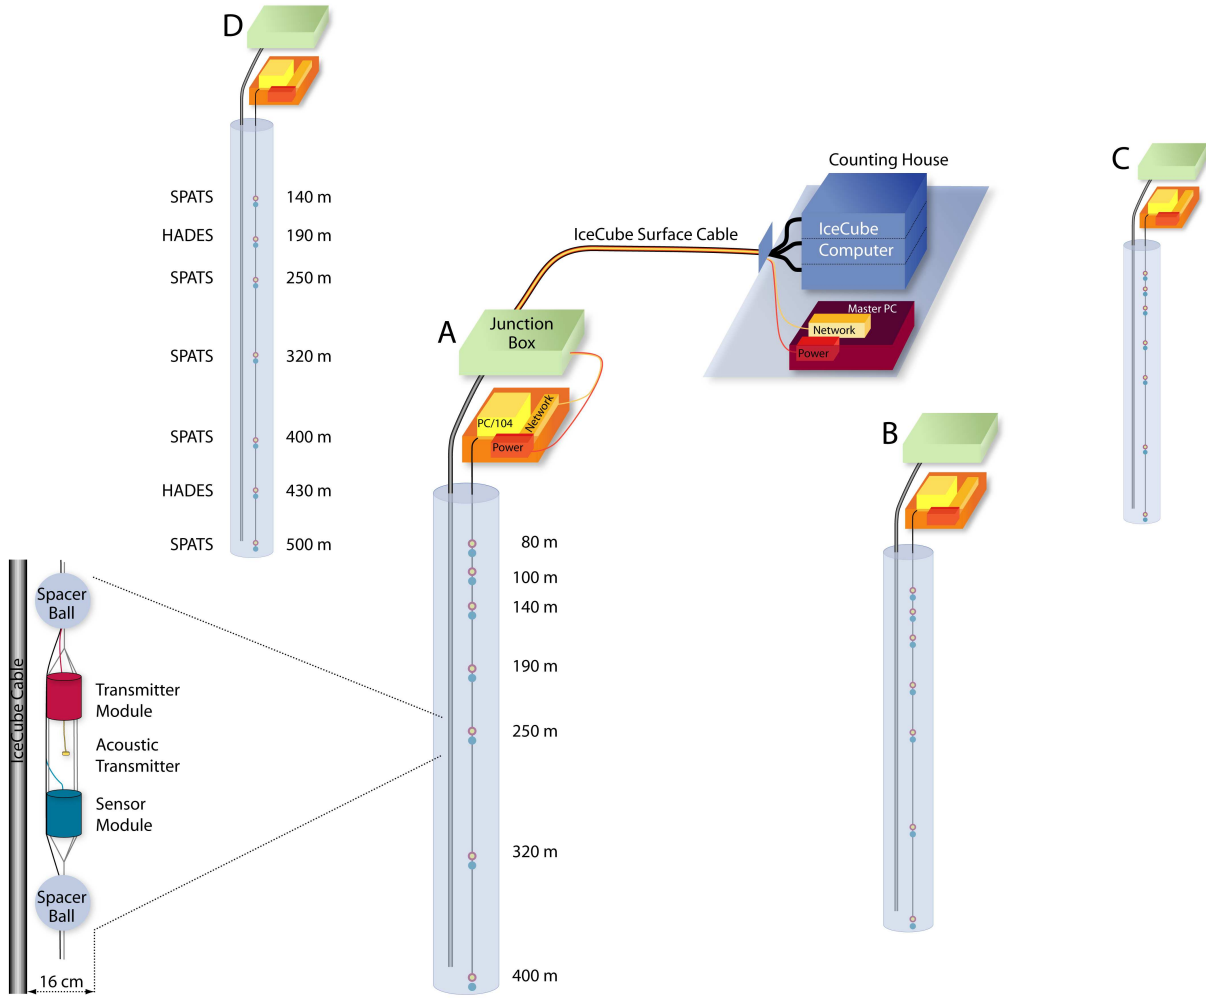 D
SPATS 140 m
HADES 190 m
SPATS 250 m
SPATS 320 m
SPATS 400 m
HADES 430 m
SPATS 500 m
Counting House
IceCube
Computer
IceCube Surface Cable
Master PC
Network
Power
C
A
Junction
Box
PC/104
Network
Power
80 m
100 m
140 m
190 m
250 m
320 m
400 m
B
IceCube Cable
Spacer
Ball
Transmitter
Module
Acoustic
Transmitter
Sensor
Module
Spacer
Ball
16 cm